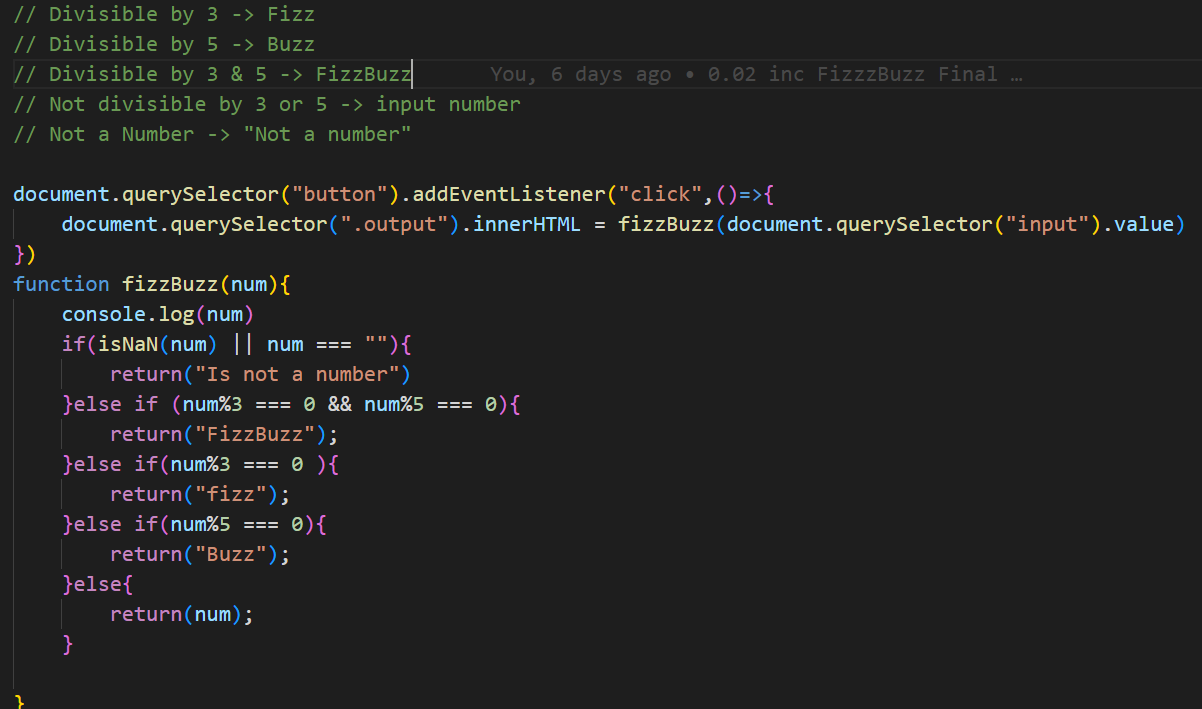 // Divisible by 3 -> Fizz
// Divisible by 5 -> Buzz
// Divisible by 3 & 5 -> FizzBuzz You, 6 days ago • 0.02 inc FizzzBuzz Final …
// Not divisible by 3 or 5 -> input number
// Not a Number -> "Not a number"
document.querySelector("button").addEventListener("click",()=>{
    document.querySelector(".output").innerHTML = fizzBuzz(document.querySelector("input").value)
})
function fizzBuzz(num){
    console.log(num)
    if(isNaN(num) || num === ""){
        return("Is not a number")
    }else if (num%3 === 0 && num%5 === 0){
        return("FizzBuzz");
    }else if(num%3 === 0 ){
        return("fizz");
    }else if(num%5 === 0){
        return("Buzz");
    }else{
        return(num);
    }
}